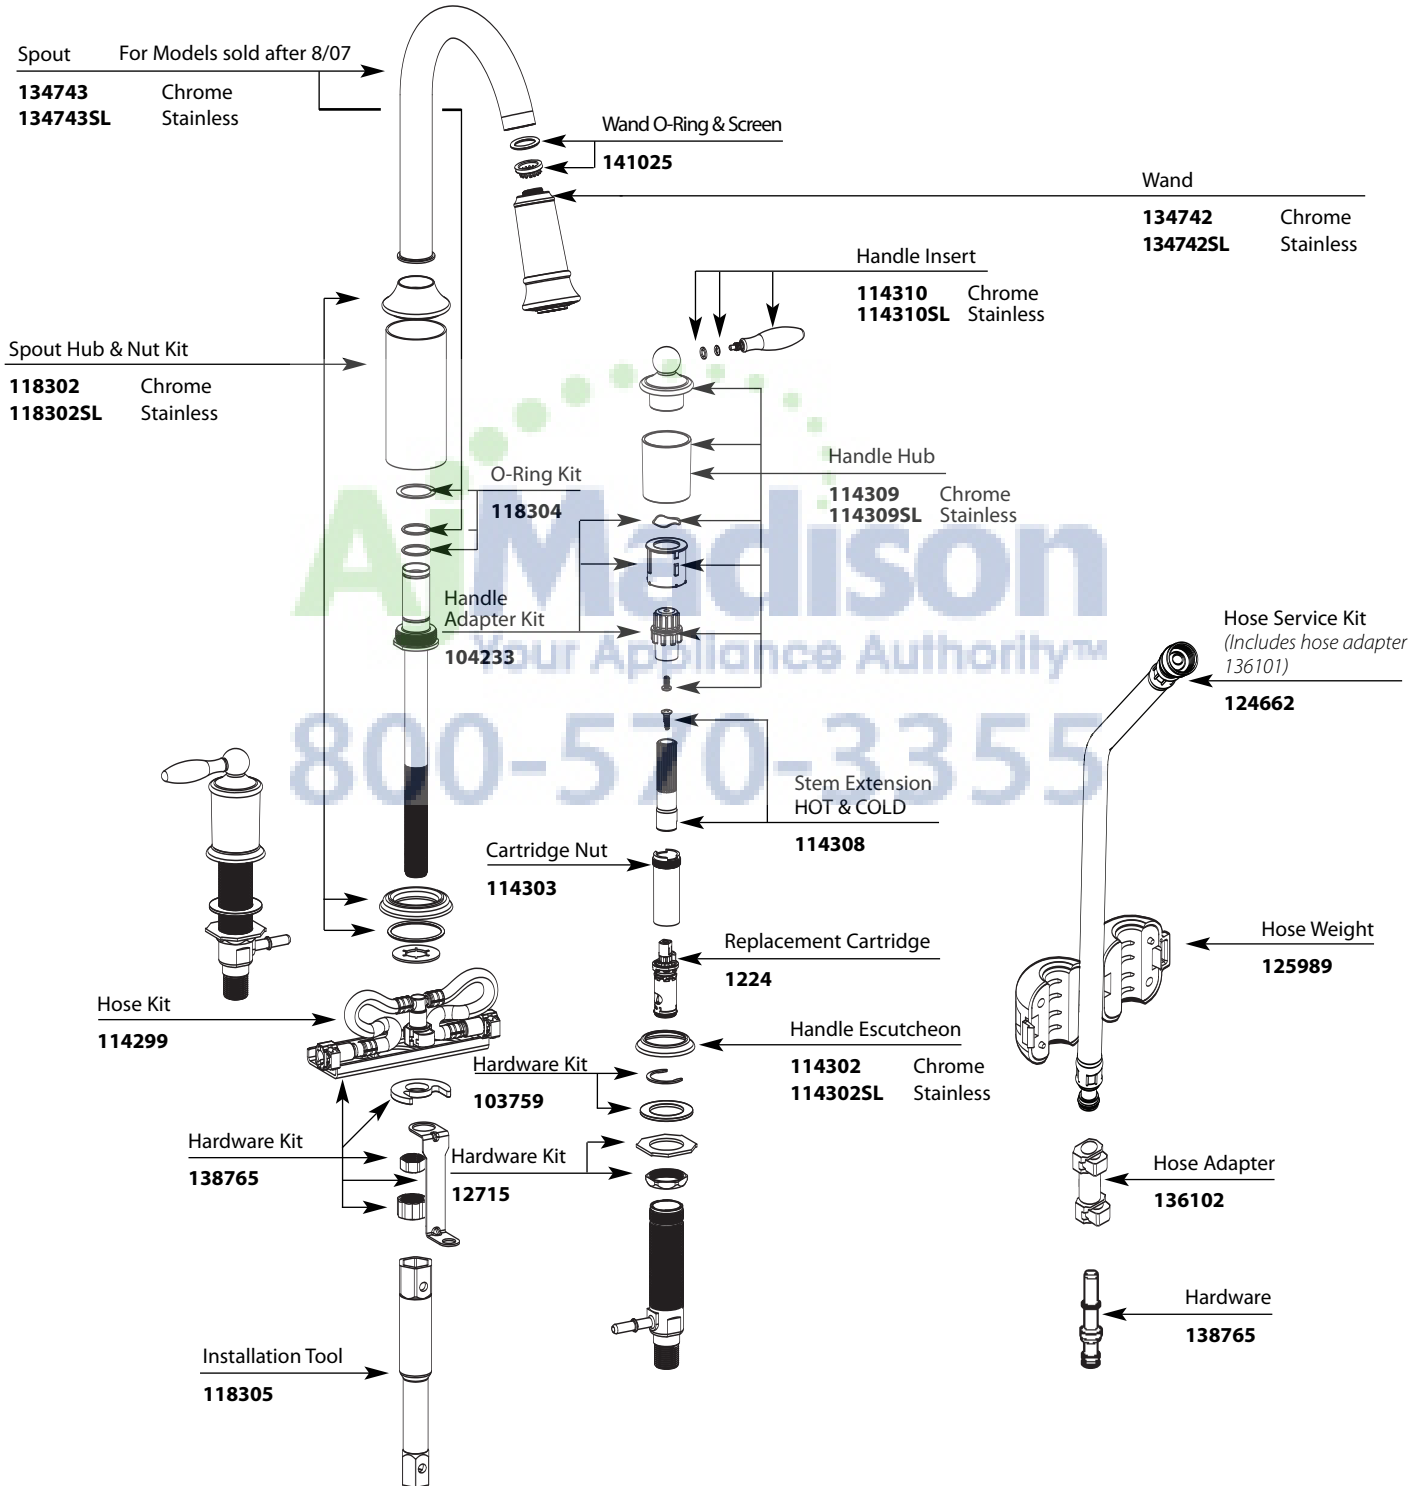 Spout For Models sold after 8/07
134743 Chrome
134743SL Stainless
Wand O-Ring & Screen
141025
Wand
134742 Chrome
134742SL Stainless
Handle Insert
114310 Chrome
114310SL Stainless
Spout Hub & Nut Kit
118302 Chrome
118302SL Stainless
O-Ring Kit
118304
Handle Hub
114309 Chrome
114309SL Stainless
AjMadison
Your Appliance Authority™
800-570-3355
Handle
Adapter Kit
104233
Hose Service Kit
(Includes hose adapter
136101)
124662
Stem Extension
HOT & COLD
114308
Cartridge Nut
114303
Replacement Cartridge
1224
Hose Weight
125989
Hose Kit
114299
Handle Escutcheon
114302 Chrome
114302SL Stainless
Hardware Kit
103759
Hardware Kit
138765
Hardware Kit
12715
Hose Adapter
136102
Hardware
138765
Installation Tool
118305